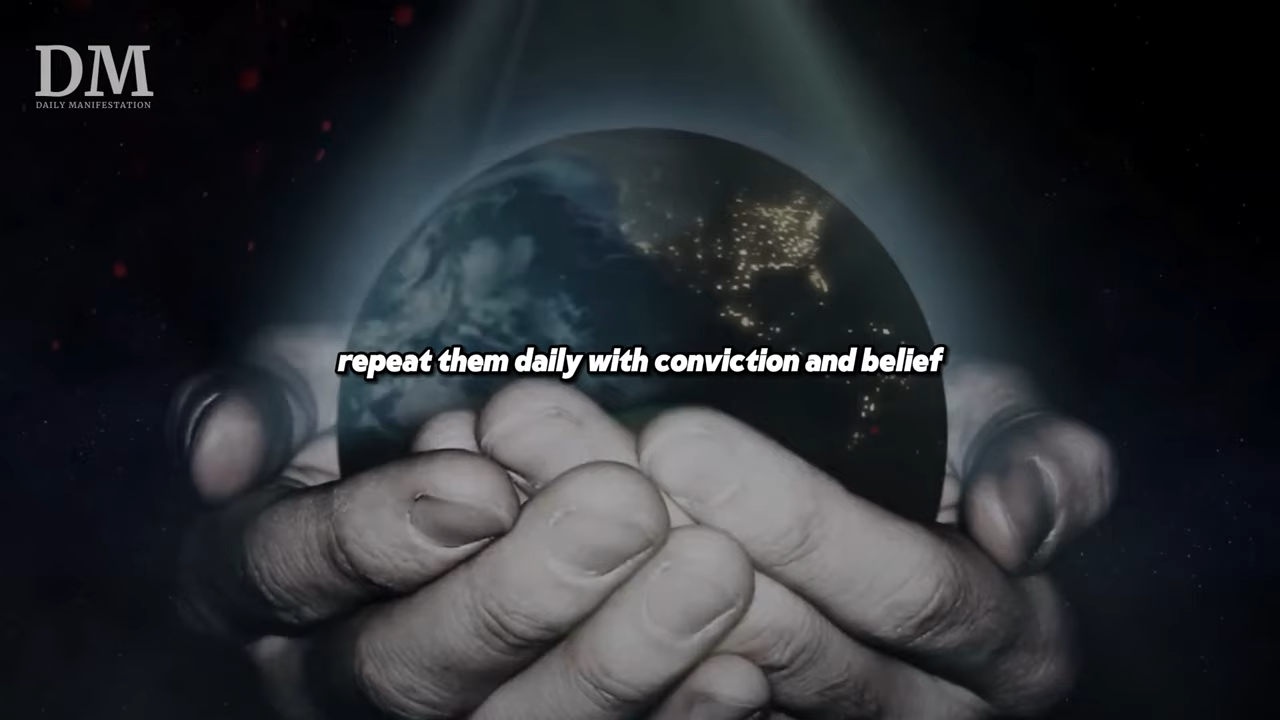 DM
DAILY MANIFESTATION
repeat them daily with conviction and belief